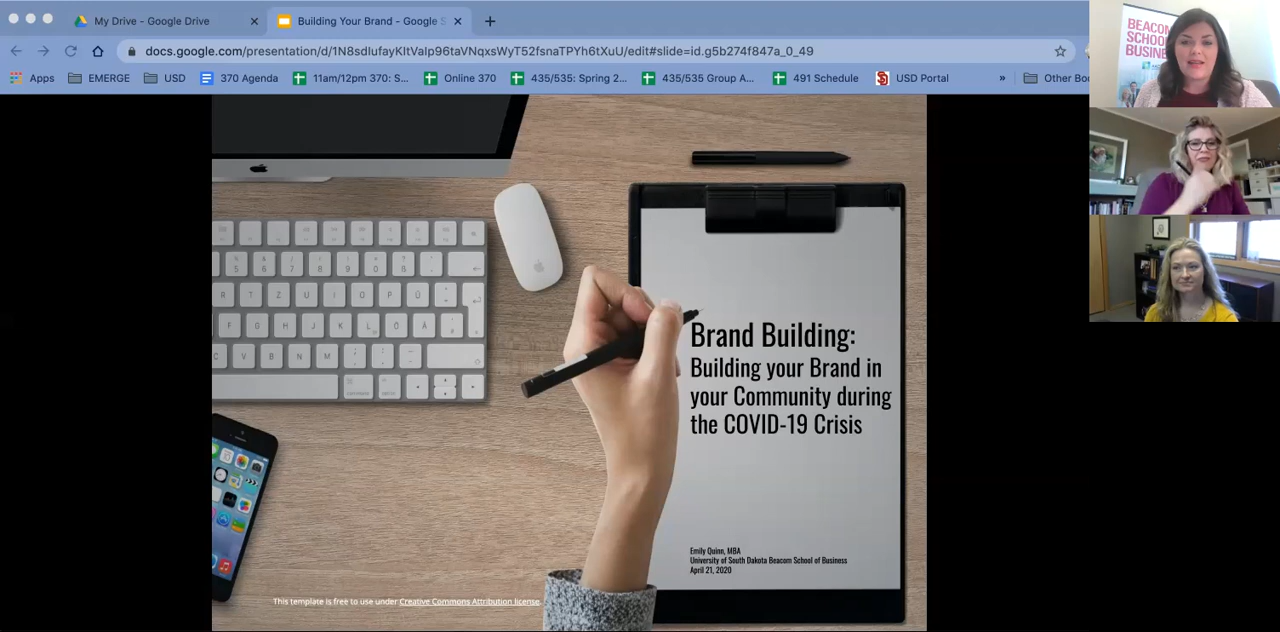 My Drive - Google Drive
Building Your Brand - Google S
docs.google.com/presentation/d/1N8sdIufayKItVaIp96taVNqxsWyT52fsnaTPYh6tXuU/edit#slide=id.g5b274f847a_0_49
Apps
EMERGE
USD
370 Agenda
11am/12pm 370: S...
Online 370
435/535: Spring 2...
435/535 Group A...
491 Schedule
USD Portal
»
Other Bo
BEACOM
SCHOOL
BUSINE
Brand Building:
Building your Brand in
your Community during
the COVID-19 Crisis
Emily Quinn, MBA
University of South Dakota Beacom School of Business
April 21, 2020
This template is free to use under Creative Commons Attribution license.